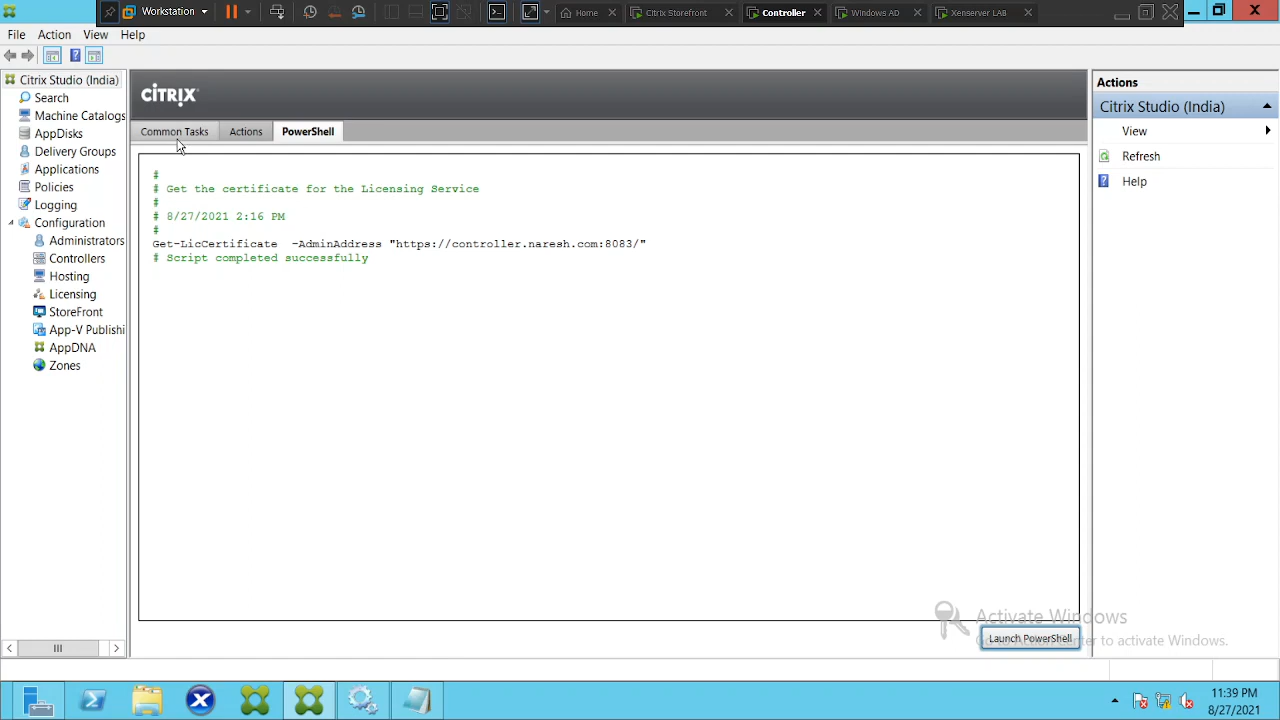 Workstation
Home
Citrix Storefront
Controller
Windows AD
Xenserver LAB
File Action View Help
Citrix Studio (India)
Search
Machine Catalogs
AppDisks
Delivery Groups
Applications
Policies
Logging
Configuration
Administrators
Controllers
Hosting
Licensing
StoreFront
App-V Publishi
AppDNA
Zones
CITRIX
Common Tasks
Actions
PowerShell
#
# Get the certificate for the Licensing Service
#
# 8/27/2021 2:16 PM
#
Get-LicCertificate -AdminAddress "https://controller.naresh.com:8083/"
# Script completed successfully
Launch PowerShell
Activate Windows
to activate Windows.
Actions
Citrix Studio (India)
View
Refresh
Help
11:39 PM
8/27/2021